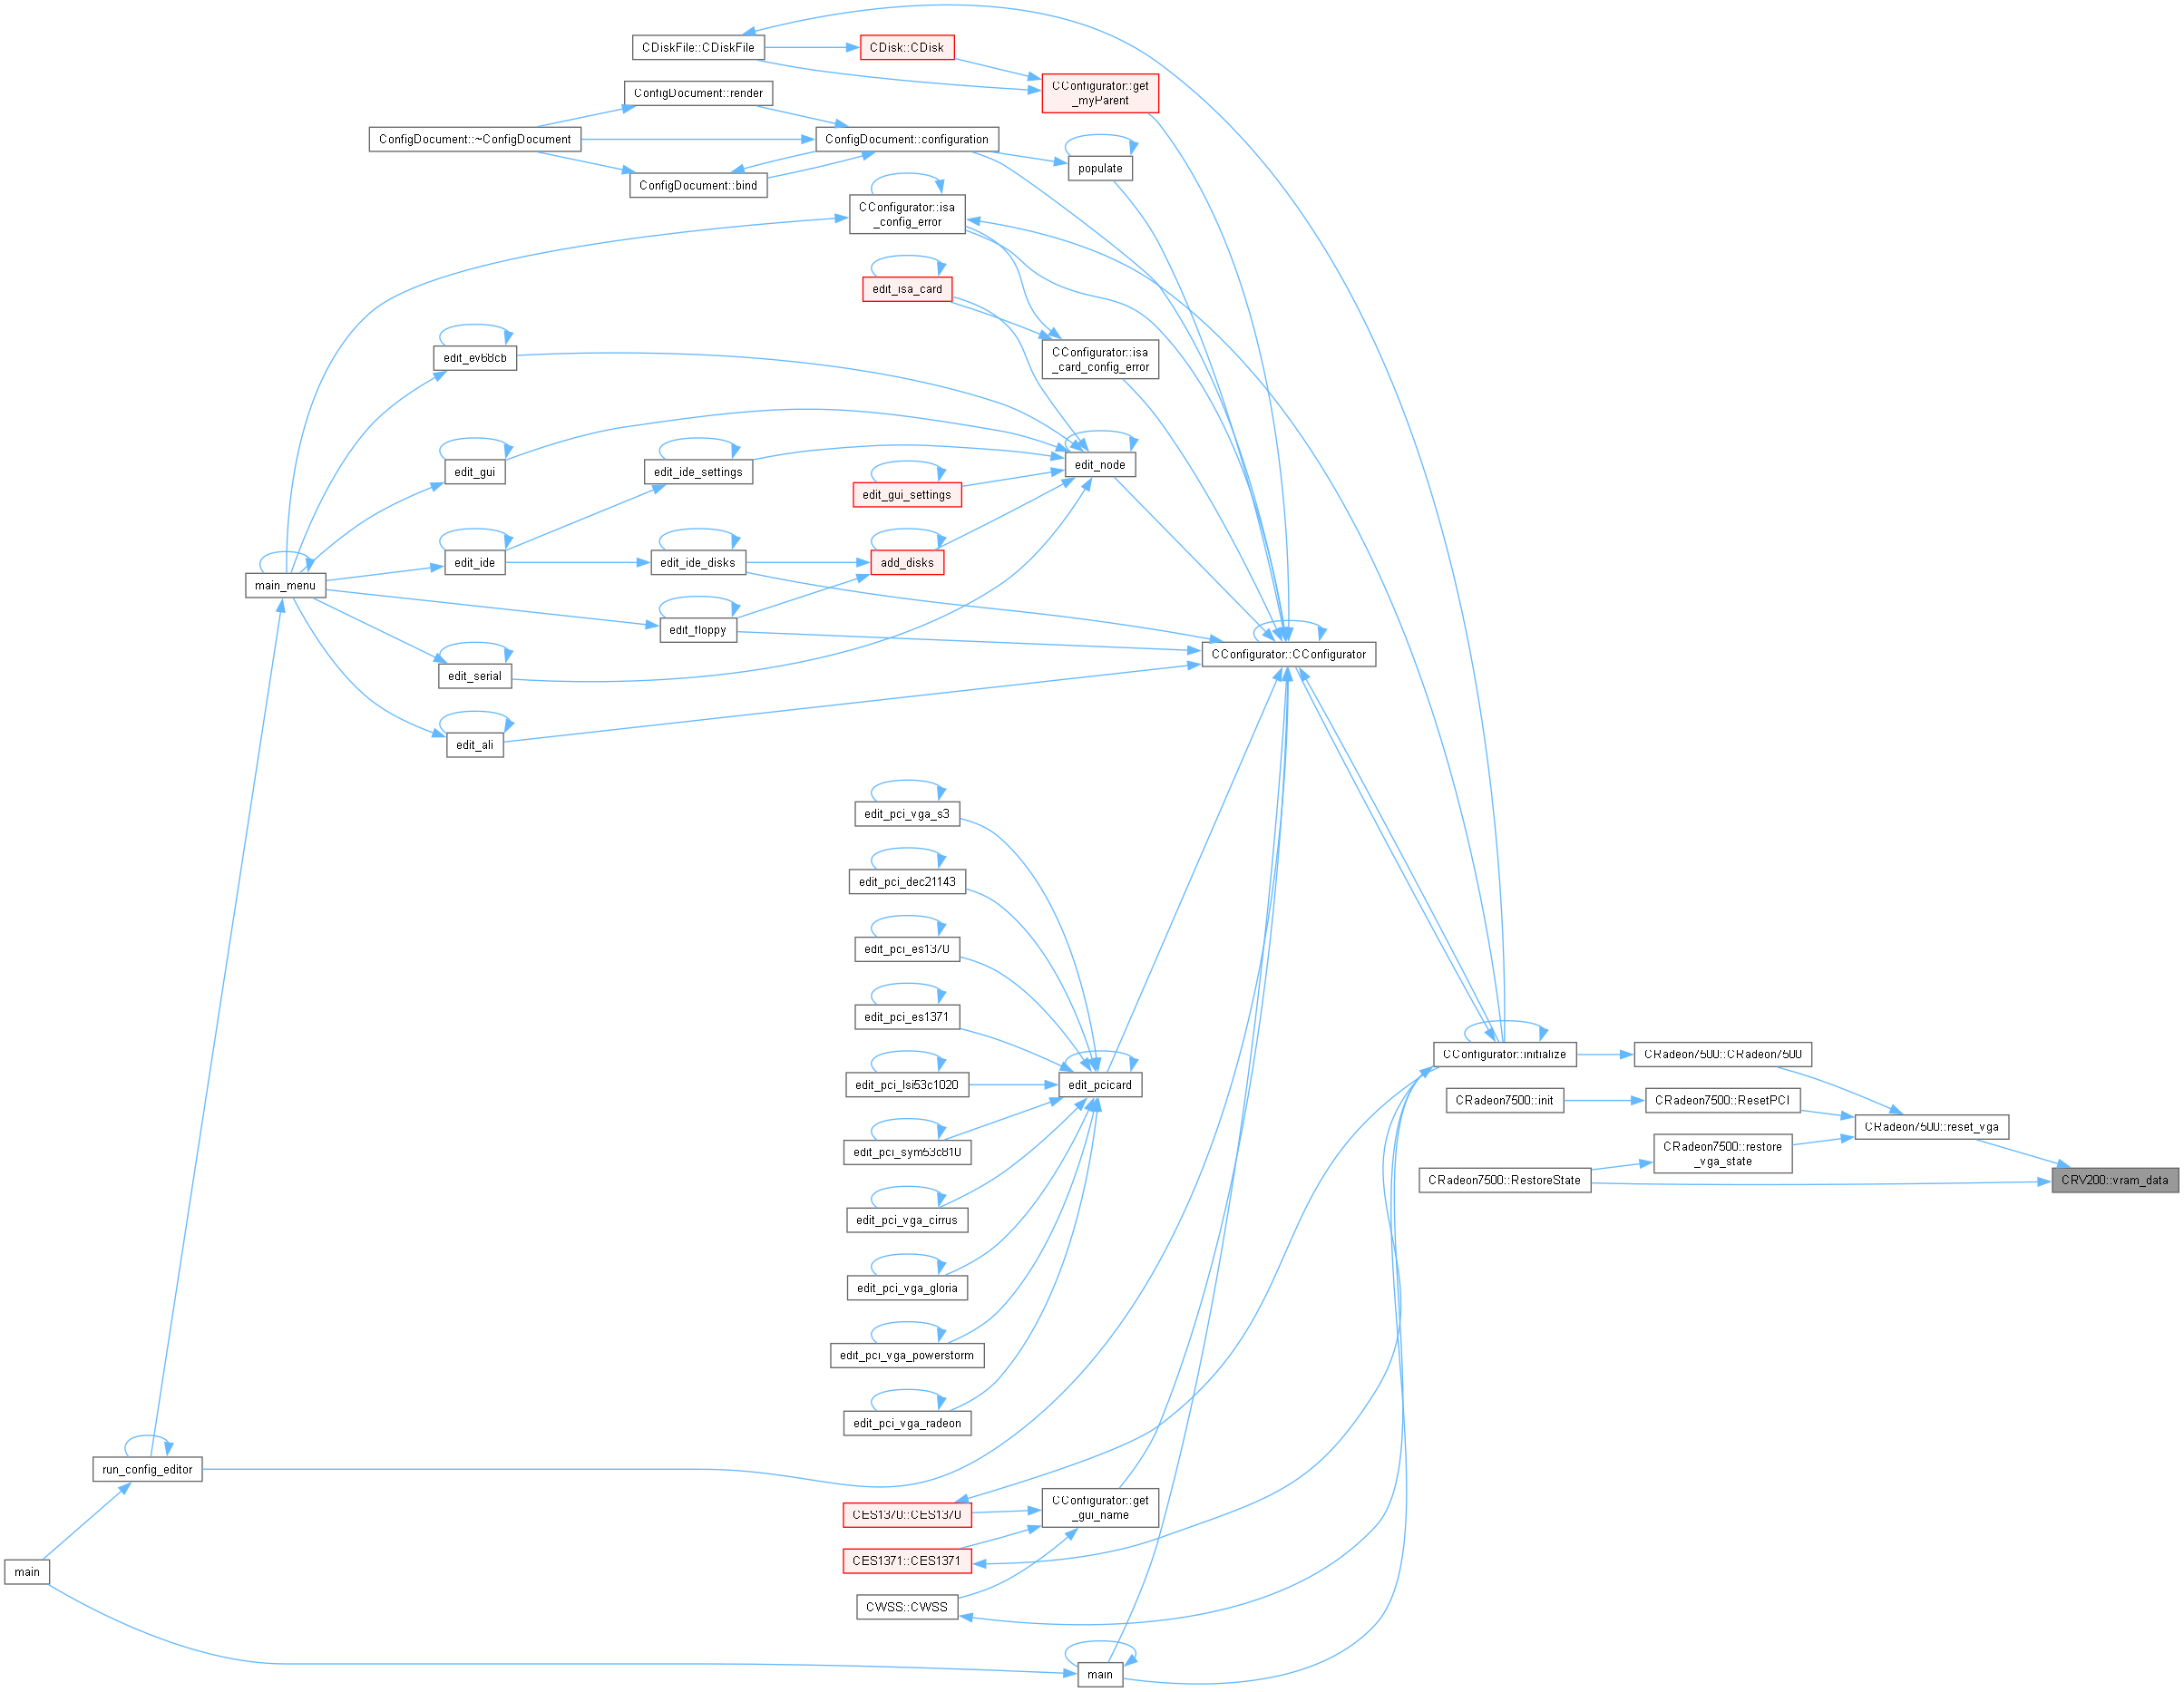 CDiskFile::CDiskFile
CDisk::CDisk
CConfigurator::get
_myParent
ConfigDocument::render
ConfigDocument::~ConfigDocument
ConfigDocument::configuration
populate
ConfigDocument::bind
CConfigurator::isa
_config_error
edit_isa_card
edit_ev68cb
CConfigurator::isa
_card_config_error
edit_gui
edit_ide_settings
edit_node
edit_gui_settings
edit_ide
edit_ide_disks
add_disks
main_menu
edit_floppy
CConfigurator::CConfigurator
edit_serial
edit_ali
edit_pci_vga_s3
edit_pci_dec21143
edit_pci_es1370
edit_pci_es1371
CConfigurator::initialize
CRadeon7500::CRadeon7500
edit_pci_lsi53c1020
edit_pcicard
CRadeon7500::init
CRadeon7500::ResetPCI
CRadeon7500::reset_vga
edit_pci_sym53c810
CRadeon7500::restore
_vga_state
CRadeon7500::RestoreState
CRV200::vram_data
edit_pci_vga_cirrus
edit_pci_vga_gloria
edit_pci_vga_powerstorm
edit_pci_vga_radeon
run_config_editor
CES1370::CES1370
CConfigurator::get
_gui_name
CES1371::CES1371
main
CWSS::CWSS
main